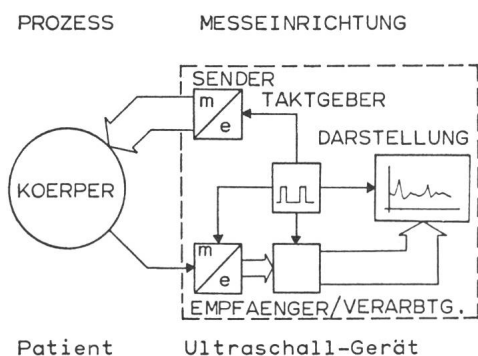 PROZESS MESSEINRICHTUNG
SENDER
m
e
TAKTGEBER
DARSTELLUNG
KOERPER
m
e
EMPFAENGER/VERARBTG.
Patient Ultraschall-Gerät